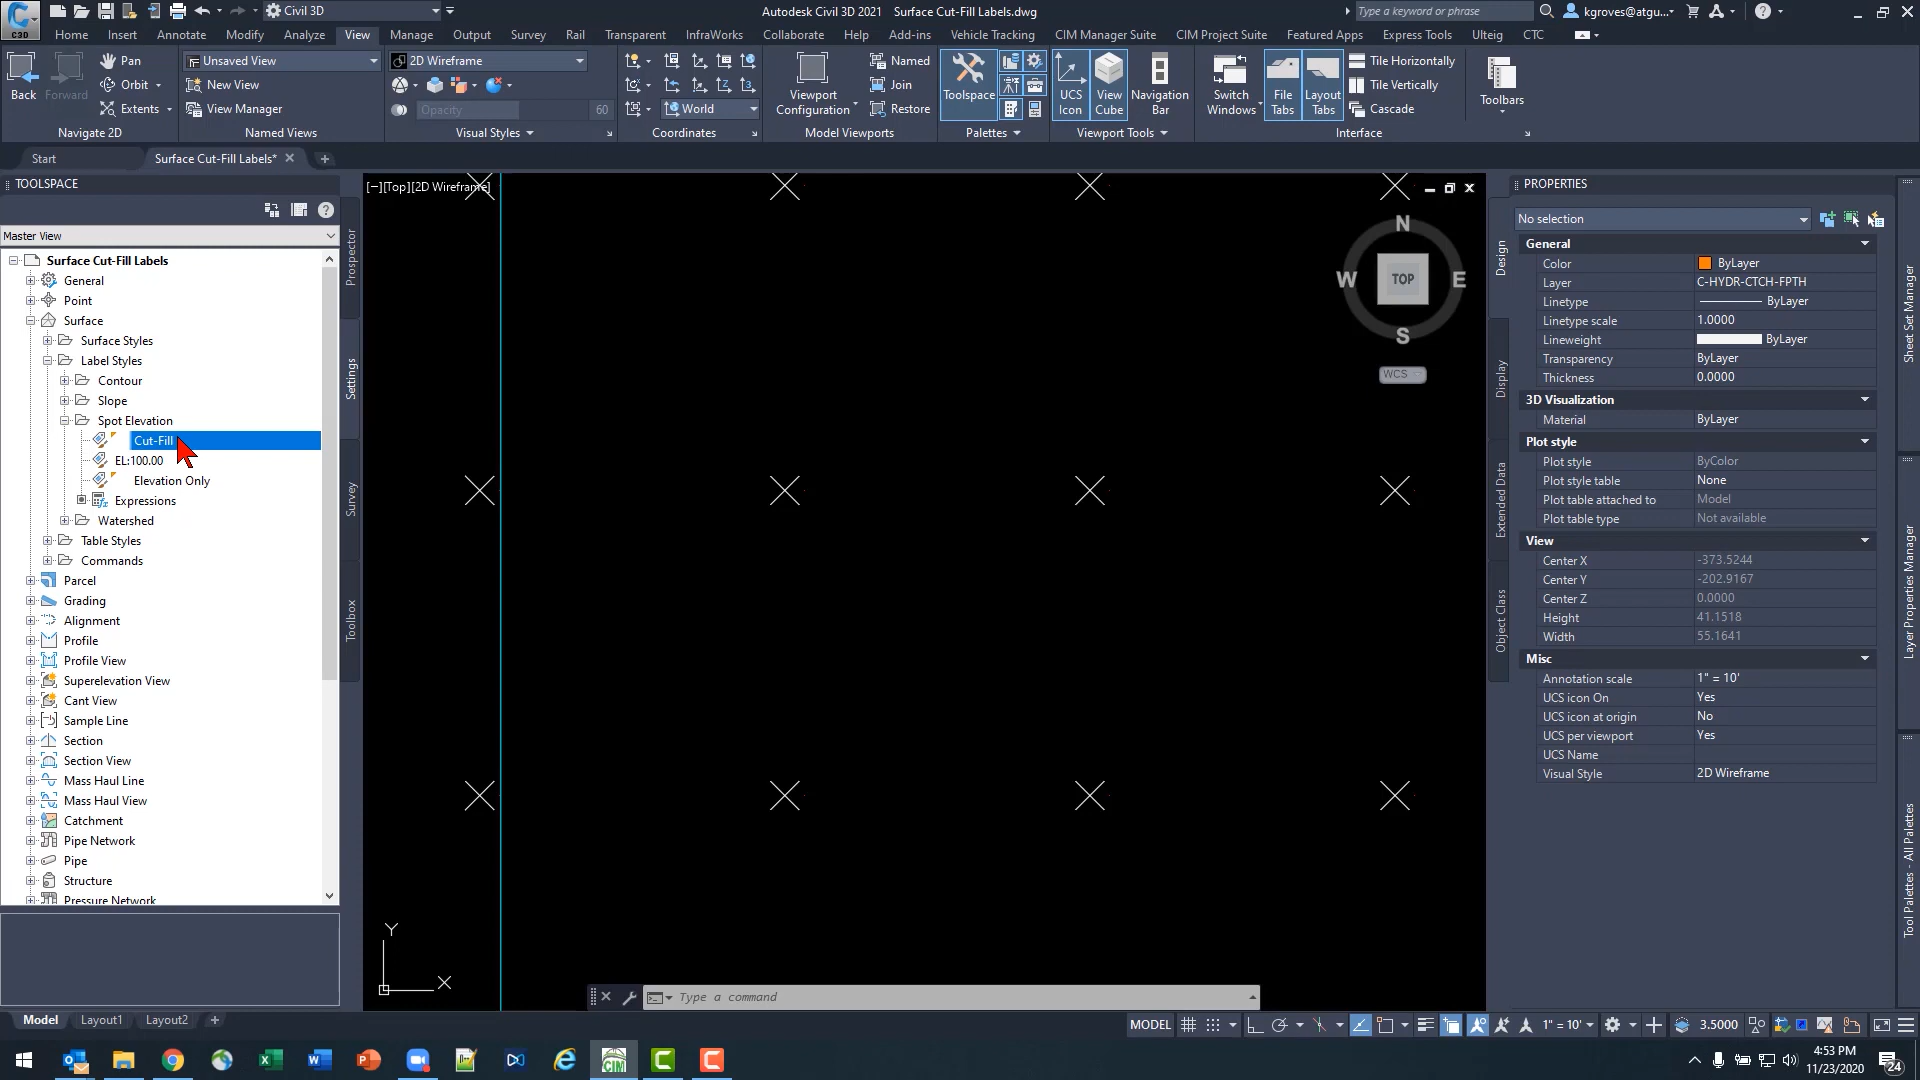 Civil 3D
Autodesk Civil 3D 2021 Surface Cut-Fill Labels.dwg
Type a keyword or phrase
kgroves@atgu...
C3D
Home Insert Annotate Modify Analyze View Manage Output Survey Rail Transparent InfraWorks Collaborate Help Add-ins Vehicle Tracking CIM Manager Suite CIM Project Suite Featured Apps Express Tools Ulteig CTC
Back
Forward
Pan
Orbit
Extents
Navigate 2D
Unsaved View
New View
View Manager
Named Views
2D Wireframe
Opacity 60
Visual Styles
World
Coordinates
Viewport
Configuration
Named
Join
Restore
Model Viewports
Toolspace
Palettes
UCS
Icon
View
Cube
Navigation
Bar
Viewport Tools
Switch
Windows
File
Tabs
Layout
Tabs
Tile Horizontally
Tile Vertically
Cascade
Interface
Toolbars
Start
Surface Cut-Fill Labels*
TOOLSPACE
Master View
Surface Cut-Fill Labels
General
Point
Surface
Surface Styles
Label Styles
Contour
Slope
Spot Elevation
Cut-Fill
EL:100.00
Elevation Only
Expressions
Watershed
Table Styles
Commands
Parcel
Grading
Alignment
Profile
Profile View
Superelevation View
Cant View
Sample Line
Section
Section View
Mass Haul Line
Mass Haul View
Catchment
Pipe Network
Pipe
Structure
Pressure Network
Prospector
Settings
Survey
Toolbox
[−][Top][2D Wireframe]
N
W
TOP
E
S
WCS
Y
X
Type a command
Design
Display
Extended Data
Object Class
PROPERTIES
No selection
General
Color ByLayer
Layer C-HYDR-CTCH-FPTH
Linetype ByLayer
Linetype scale 1.0000
Lineweight ByLayer
Transparency ByLayer
Thickness 0.0000
3D Visualization
Material ByLayer
Plot style
Plot style ByColor
Plot style table None
Plot table attached to Model
Plot table type Not available
View
Center X -373.5244
Center Y -202.9167
Center Z 0.0000
Height 41.1518
Width 55.1641
Misc
Annotation scale 1" = 10'
UCS icon On Yes
UCS icon at origin No
UCS per viewport Yes
UCS Name
Visual Style 2D Wireframe
Sheet Set Manager
Layer Properties Manager
Tool Palettes - All Palettes
Model Layout1 Layout2
MODEL
1" = 10'
3.5000
CIM
4:53 PM
11/23/2020
24